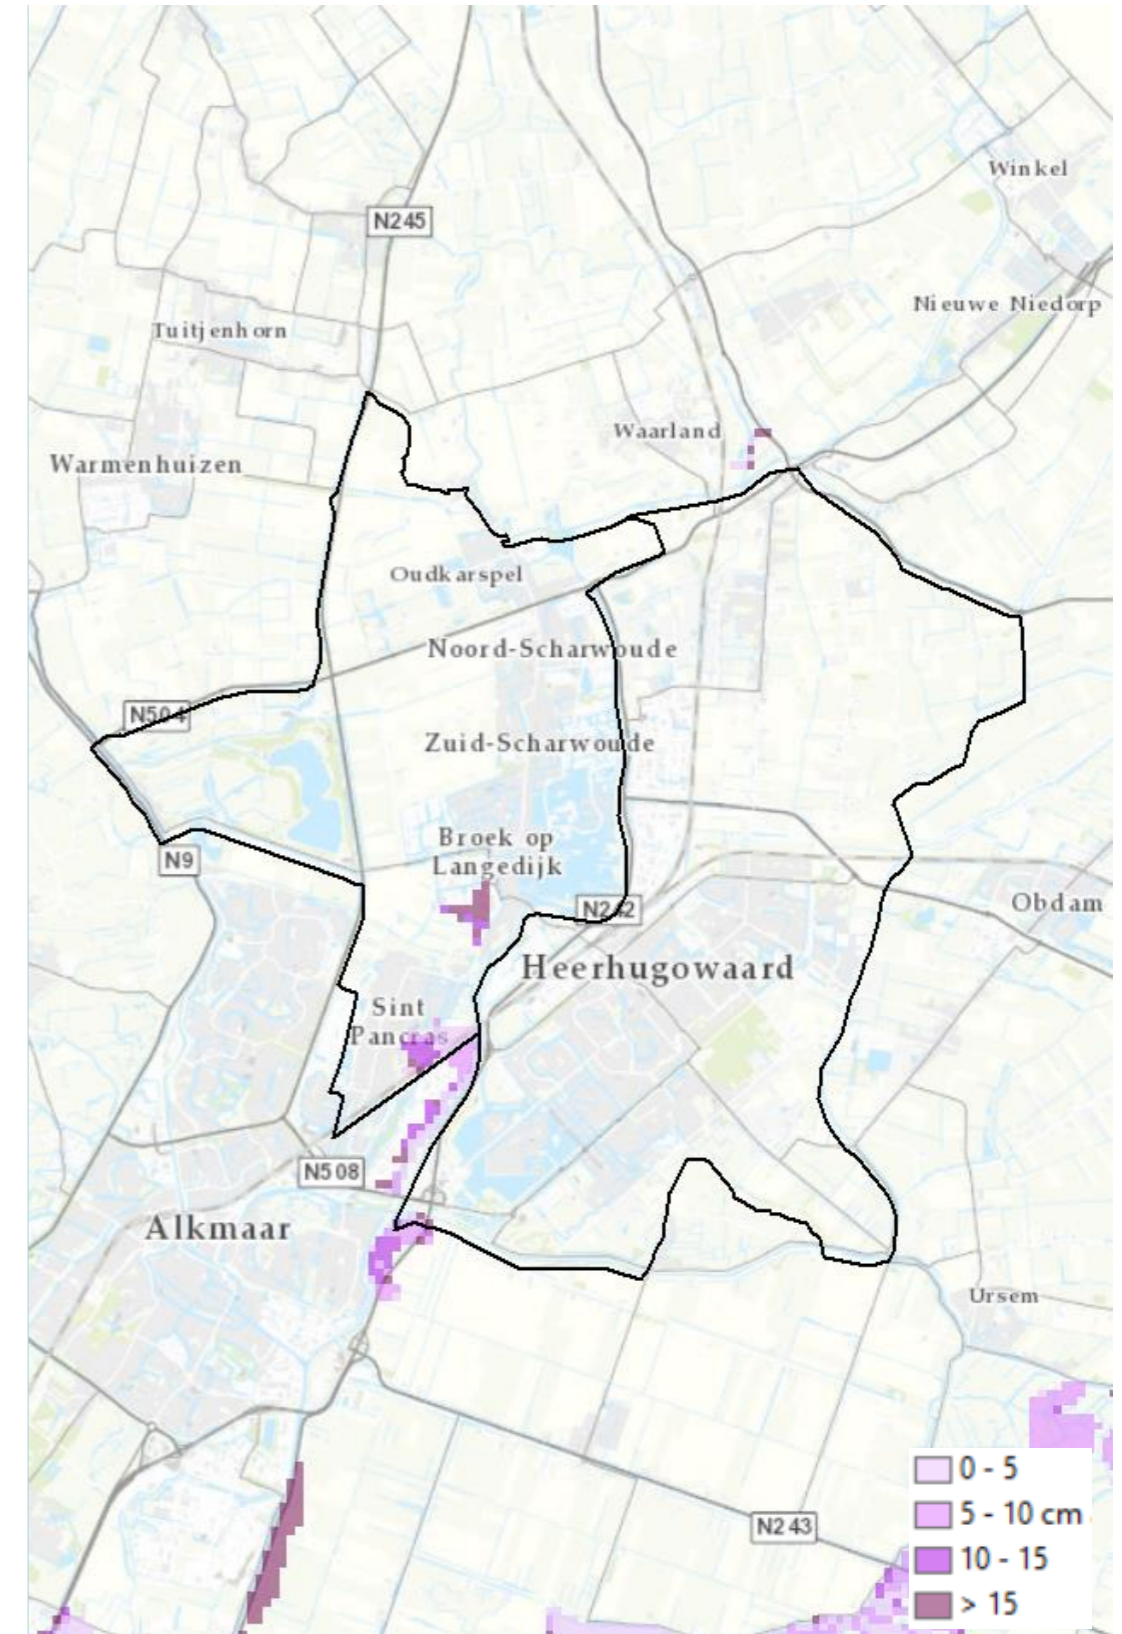 Winkel
N245
Nieuwe Niedorp
Tuitjenhorn
Waarland
Warmenhuizen
Oudkarspel
Noord-Scharwoude
N504
Zuid-Scharwoude
Broek op
Langedijk
N9
N242
Obdam
Heerhugowaard
Sint
Pancras
N508
Alkmaar
Ursem
N243
0 - 5
5 - 10 cm
10 - 15
> 15